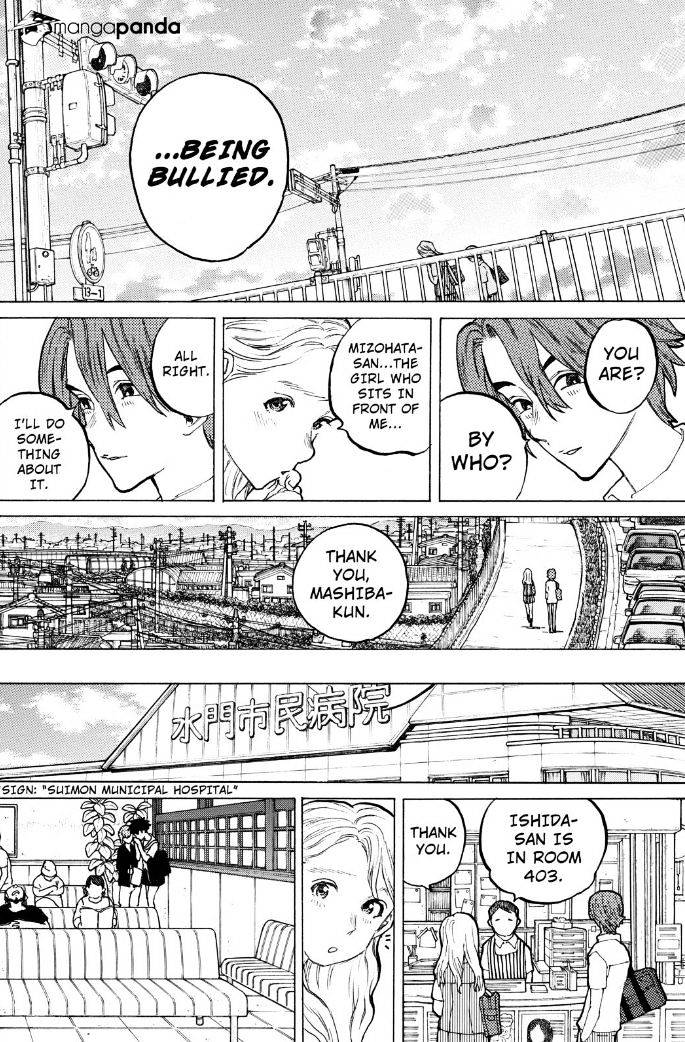 mangapanda
...BEING
BULLIED.
13-1
YOU
ARE?
BY
WHO?
MIZOHATA-
SAN...THE
GIRL WHO
SITS IN
FRONT OF
ME...
ALL
RIGHT.
I'LL DO
SOME-
THING
ABOUT
IT.
THANK
YOU,
MASHIBA-
KUN.
水門市民病院
SIGN: "SUIMON MUNICIPAL HOSPITAL"
ISHIDA-
SAN IS
IN ROOM
403.
THANK
YOU.